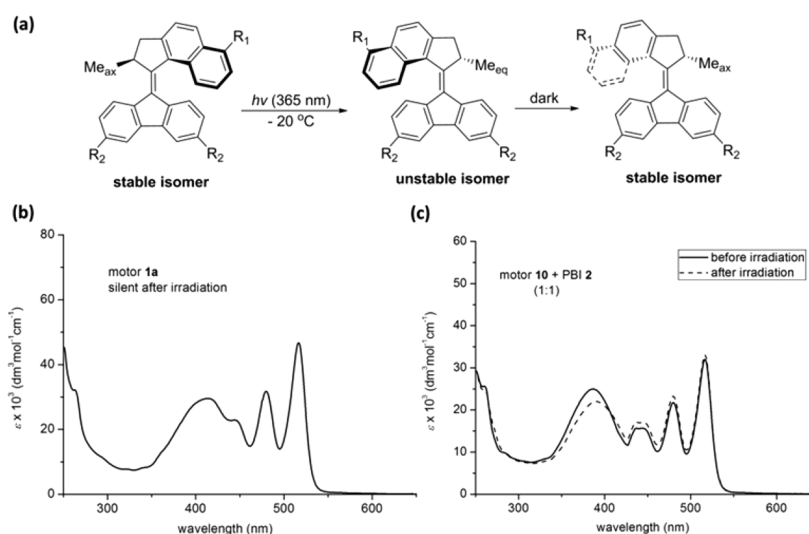 (a)
R1
Meax
R2
R2
stable isomer
hν (365 nm)
- 20 °C
R1
Meeq
R2
R2
unstable isomer
dark
R1
Meax
R2
R2
stable isomer
(b)
80
60
40
20
0
ε x 10³ (dm³mol⁻¹cm⁻¹)
motor 1a
silent after irradiation
300
400
500
600
wavelength (nm)
(c)
60
50
40
30
20
10
0
ε x 10³ (dm³mol⁻¹cm⁻¹)
motor 10 + PBI 2
(1:1)
before irradiation
after irradiation
300
400
500
600
wavelength (nm)